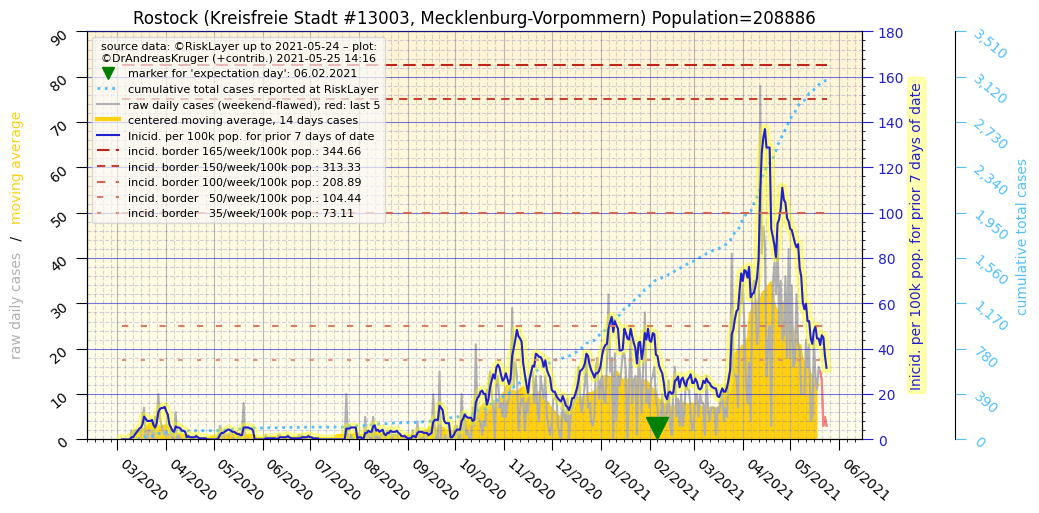 Rostock (Kreisfreie Stadt #13003, Mecklenburg-Vorpommern) Population=208886
source data: ©RiskLayer up to 2021-05-24 – plot:
©DrAndreasKruger (+contrib.) 2021-05-25 14:16
marker for 'expectation day': 06.02.2021
cumulative total cases reported at RiskLayer
raw daily cases (weekend-flawed), red: last 5
centered moving average, 14 days cases
Inicid. per 100k pop. for prior 7 days of date
incid. border 165/week/100k pop.: 344.66
incid. border 150/week/100k pop.: 313.33
incid. border 100/week/100k pop.: 208.89
incid. border   50/week/100k pop.: 104.44
incid. border   35/week/100k pop.: 73.11
raw daily cases  /  moving average
90
80
70
60
50
40
30
20
10
0
180
160
140
120
100
80
60
40
20
0
Inicid. per 100k pop. for prior 7 days of date
3,510
3,120
2,730
2,340
1,950
1,560
1,170
780
390
0
cumulative total cases
03/2020
04/2020
05/2020
06/2020
07/2020
08/2020
09/2020
10/2020
11/2020
12/2020
01/2021
02/2021
03/2021
04/2021
05/2021
06/2021